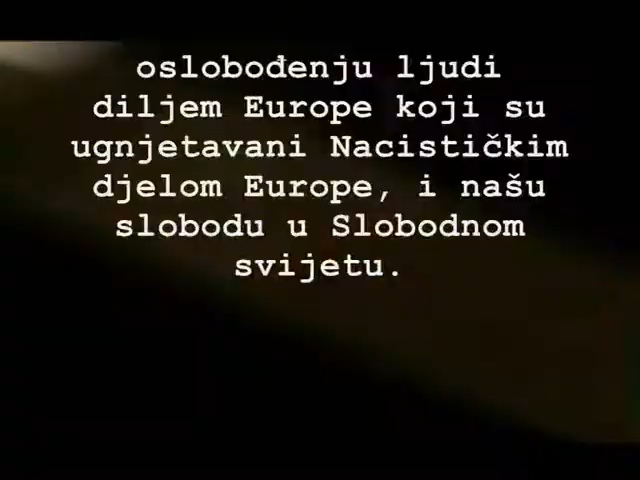 oslobođenju ljudi
diljem Europe koji su
ugnjetavani Nacističkim
djelom Europe, i našu
slobodu u Slobodnom
svijetu.